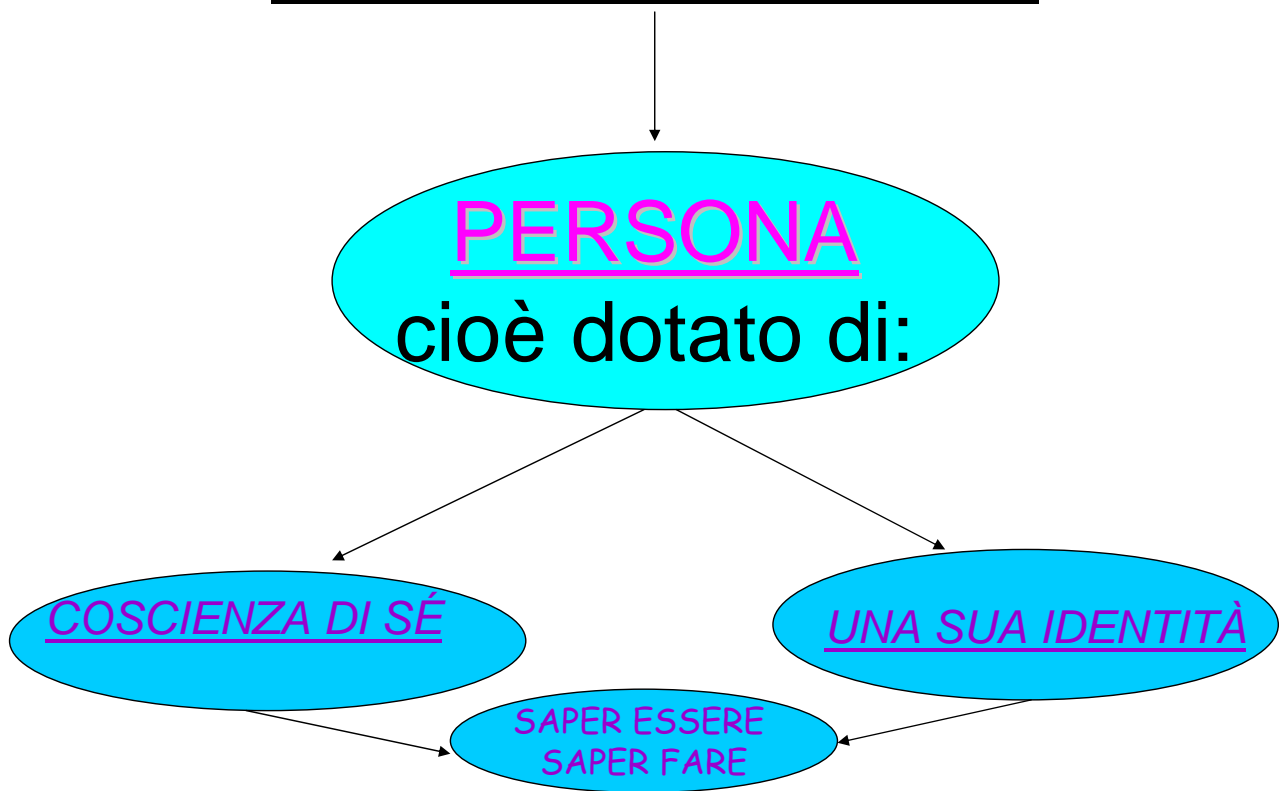 PERSONA
cioè dotato di:
COSCIENZA DI SÉ
UNA SUA IDENTITÀ
SAPER ESSERE
SAPER FARE